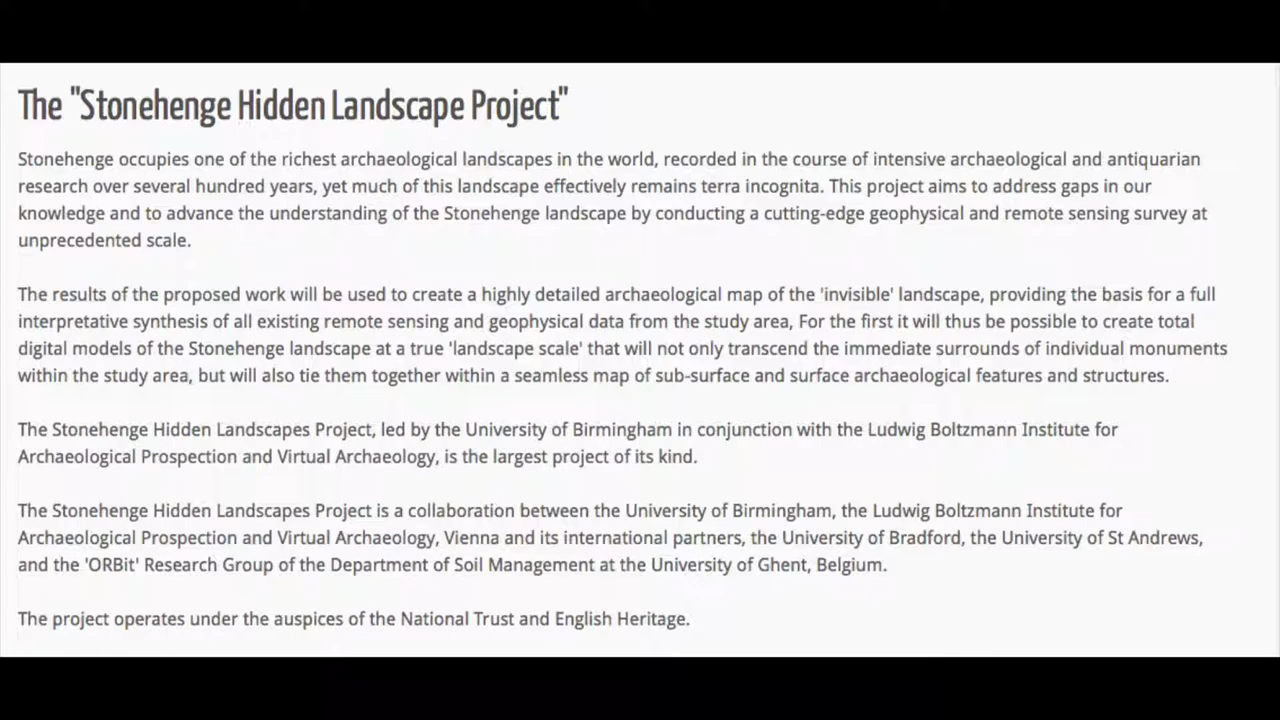 The "Stonehenge Hidden Landscape Project"
Stonehenge occupies one of the richest archaeological landscapes in the world, recorded in the course of intensive archaeological and antiquarian
research over several hundred years, yet much of this landscape effectively remains terra incognita. This project aims to address gaps in our
knowledge and to advance the understanding of the Stonehenge landscape by conducting a cutting-edge geophysical and remote sensing survey at
unprecedented scale.
The results of the proposed work will be used to create a highly detailed archaeological map of the 'invisible' landscape, providing the basis for a full
interpretative synthesis of all existing remote sensing and geophysical data from the study area, For the first it will thus be possible to create total
digital models of the Stonehenge landscape at a true 'landscape scale' that will not only transcend the immediate surrounds of individual monuments
within the study area, but will also tie them together within a seamless map of sub-surface and surface archaeological features and structures.
The Stonehenge Hidden Landscapes Project, led by the University of Birmingham in conjunction with the Ludwig Boltzmann Institute for
Archaeological Prospection and Virtual Archaeology, is the largest project of its kind.
The Stonehenge Hidden Landscapes Project is a collaboration between the University of Birmingham, the Ludwig Boltzmann Institute for
Archaeological Prospection and Virtual Archaeology, Vienna and its international partners, the University of Bradford, the University of St Andrews,
and the 'ORBit' Research Group of the Department of Soil Management at the University of Ghent, Belgium.
The project operates under the auspices of the National Trust and English Heritage.